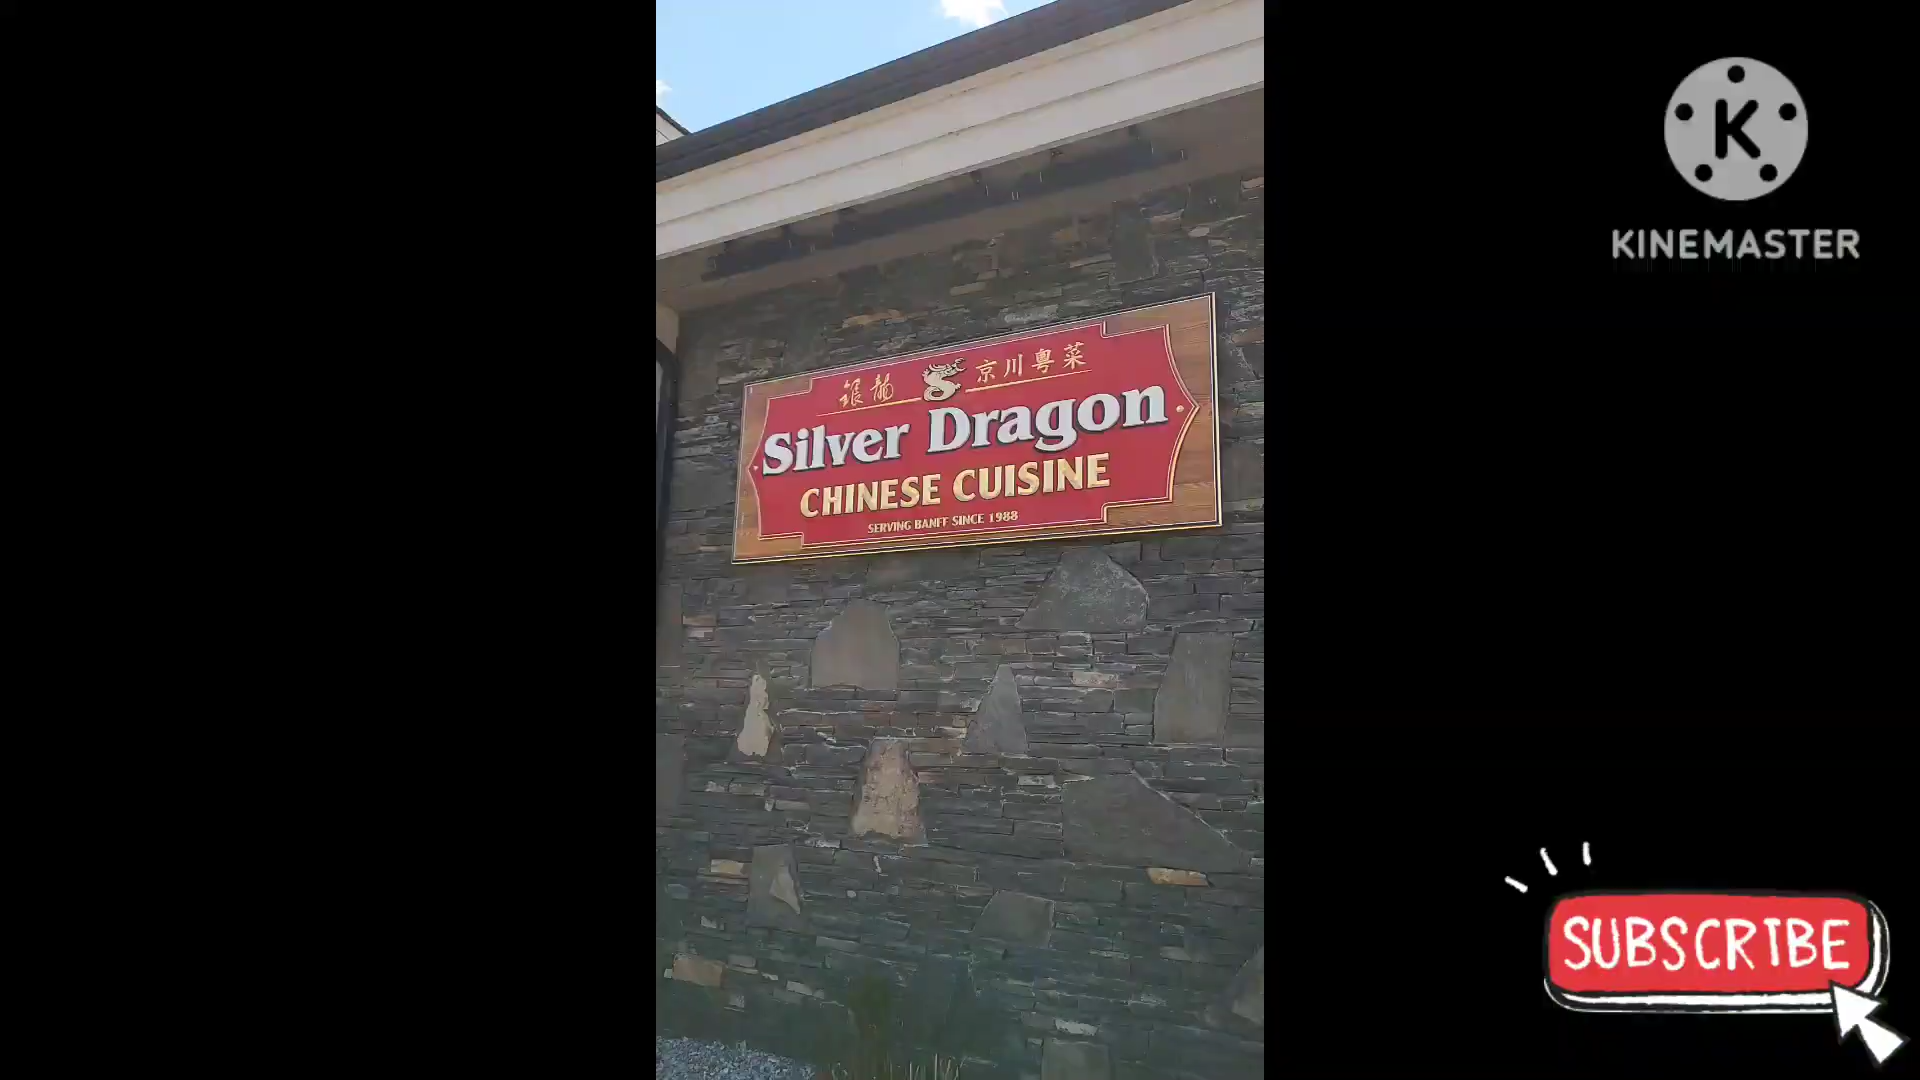 銀龍 京川粵菜
Silver Dragon
CHINESE CUISINE
SERVING BANFF SINCE 1988
K
KINEMASTER
SUBSCRIBE